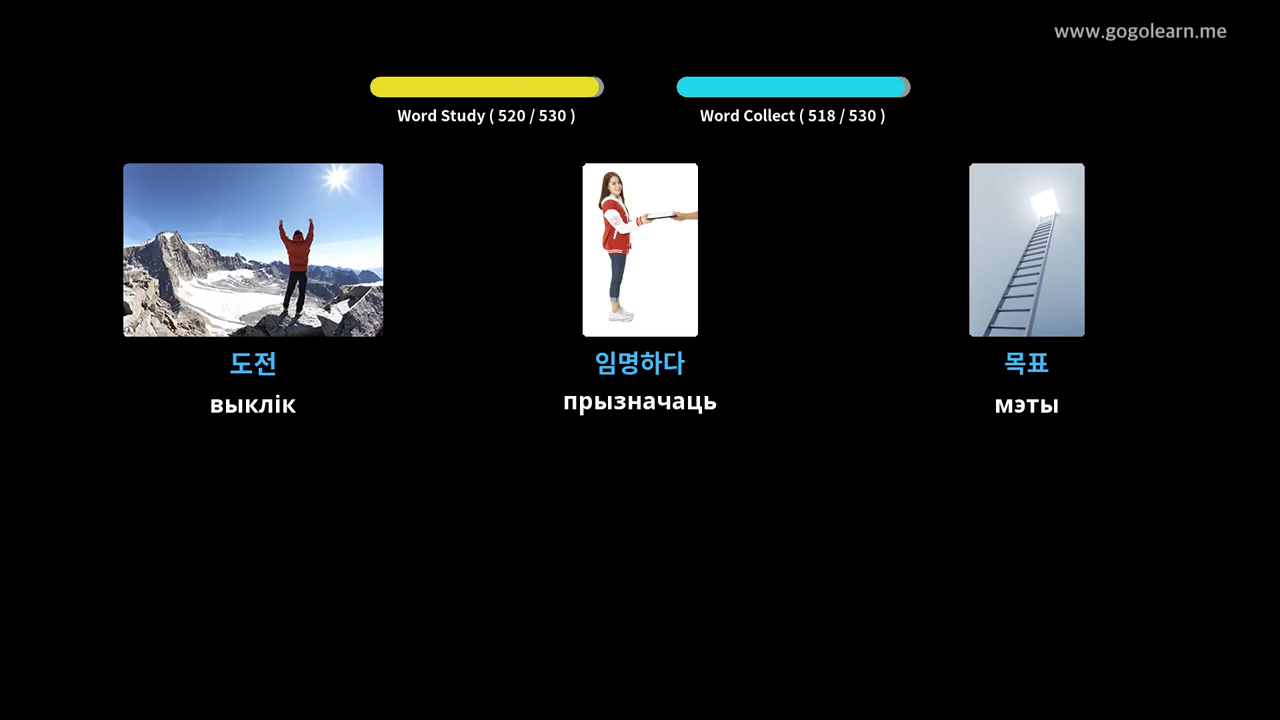 www.gogolearn.me
Word Study ( 520 / 530 )
Word Collect ( 518 / 530 )
도전
임명하다
목표
выклік
прызначаць
мэты